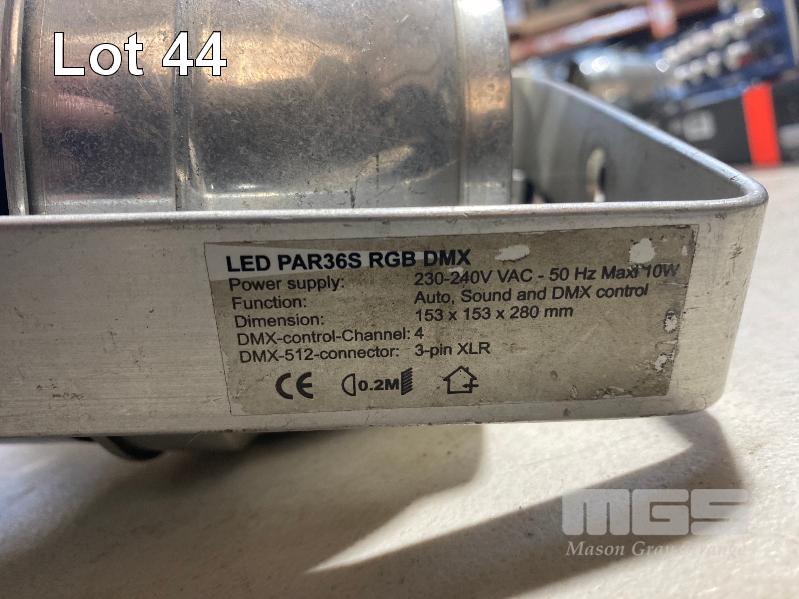 Lot 44
LED PAR36S RGB DMX
Power supply: 230-240V VAC - 50 Hz Maxi 10W
Function: Auto, Sound and DMX control
Dimension: 153 x 153 x 280 mm
DMX-control-Channel: 4
DMX-512-connector: 3-pin XLR
CE 0.2M
MGS
Mason Gray